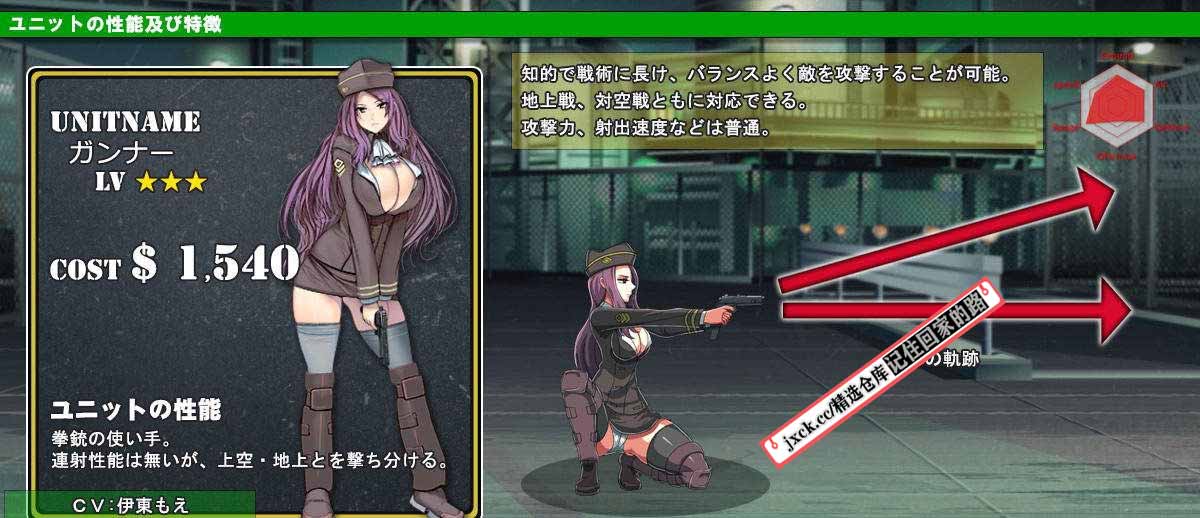 ユニットの性能及び特徴
UNITNAME
ガンナー
LV ★★★
COST $ 1,540
ユニットの性能
拳銃の使い手。
連射性能は無いが、上空・地上とを撃ち分ける。
CV:伊東もえ
知的で戦術に長け、バランスよく敵を攻撃することが可能。
地上戦、対空戦ともに対応できる。
攻撃力、射出速度などは普通。
の軌跡
jxck.cc/精选仓库 记住回家的路